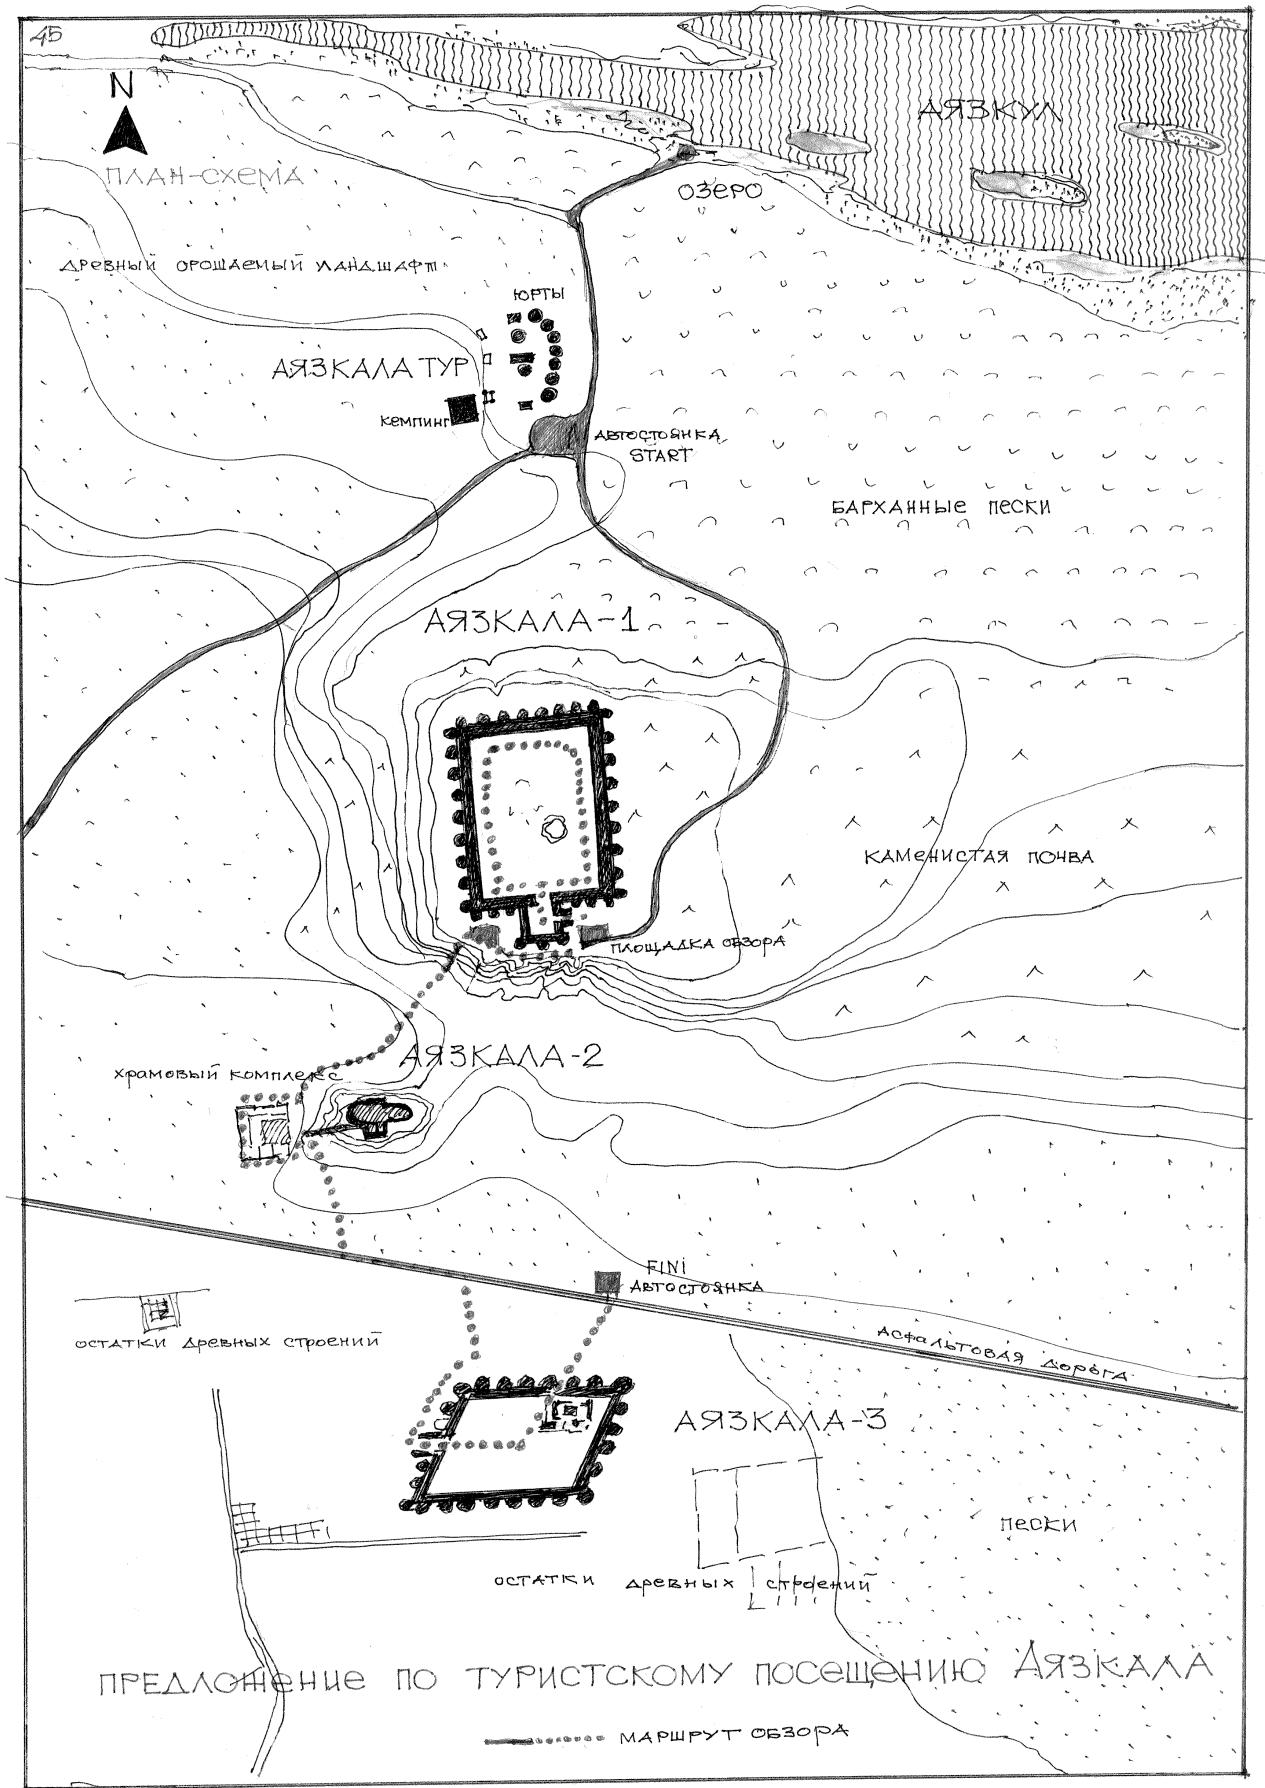 45
N
ПЛАН-СХЕМА
АЯЗКУЛ
ОЗЕРО
ДРЕВНЫЙ ОРОШАЕМЫЙ ЛАНДШАФТ
ЮРТЫ
АЯЗКАЛА ТУР
КЕМПИНГ
АВТОСТОЯНКА
START
БАРХАННЫЕ ПЕСКИ
АЯЗКАЛА-1
КАМЕНИСТАЯ ПОЧВА
ПЛОЩАДКА ОБЗОРА
АЯЗКАЛА-2
ХРАМОВЫЙ КОМПЛЕКС
FINI
АВТОСТОЯНКА
ОСТАТКИ ДРЕВНЫХ СТРОЕНИЙ
АСФАЛЬТОВАЯ ДОРОГА
АЯЗКАЛА-3
ПЕСКИ
ОСТАТКИ ДРЕВНЫХ СТРОЕНИЙ
ПРЕДЛОЖЕНИЕ ПО ТУРИСТСКОМУ ПОСЕЩЕНИЮ АЯЗКАЛА
МАРШРУТ ОБЗОРА